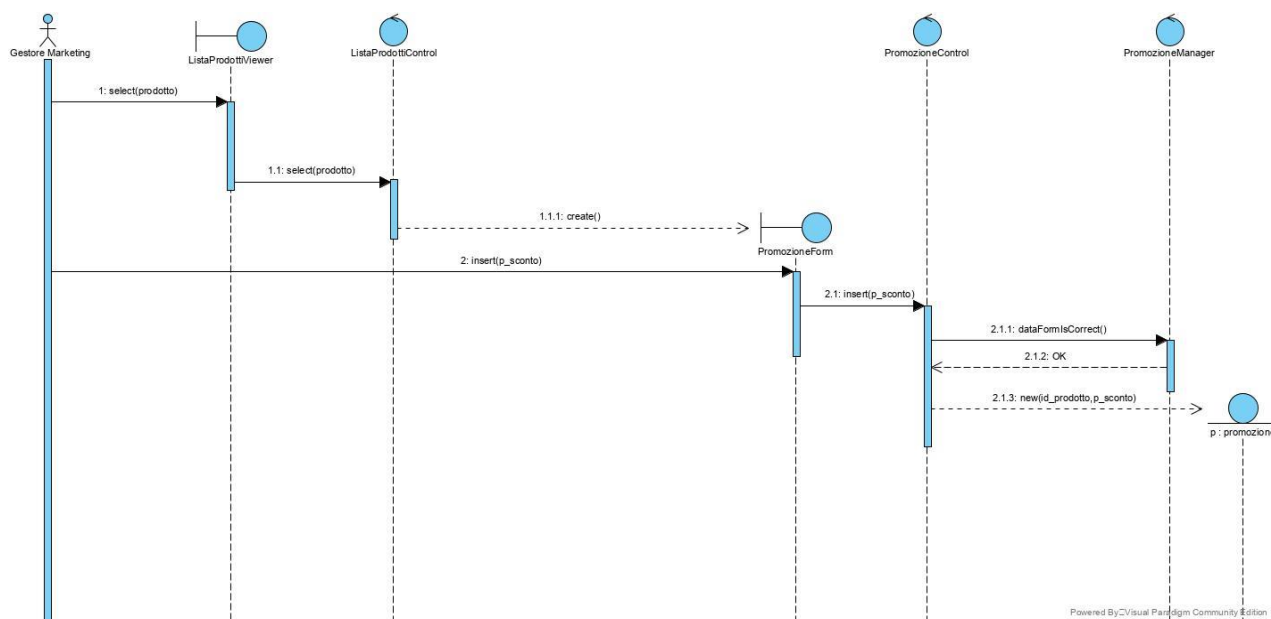 Gestore Marketing
ListaProdottiViewer
ListaProdottiControl
PromozioneControl
PromozioneManager
1: select(prodotto)
1.1: select(prodotto)
1.1.1: create()
PromozioneForm
2: insert(p_sconto)
2.1: insert(p_sconto)
2.1.1: dataFormIsCorrect()
2.1.2: OK
2.1.3: new(id_prodotto,p_sconto)
p : promozione
Powered By Visual Paradigm Community Edition